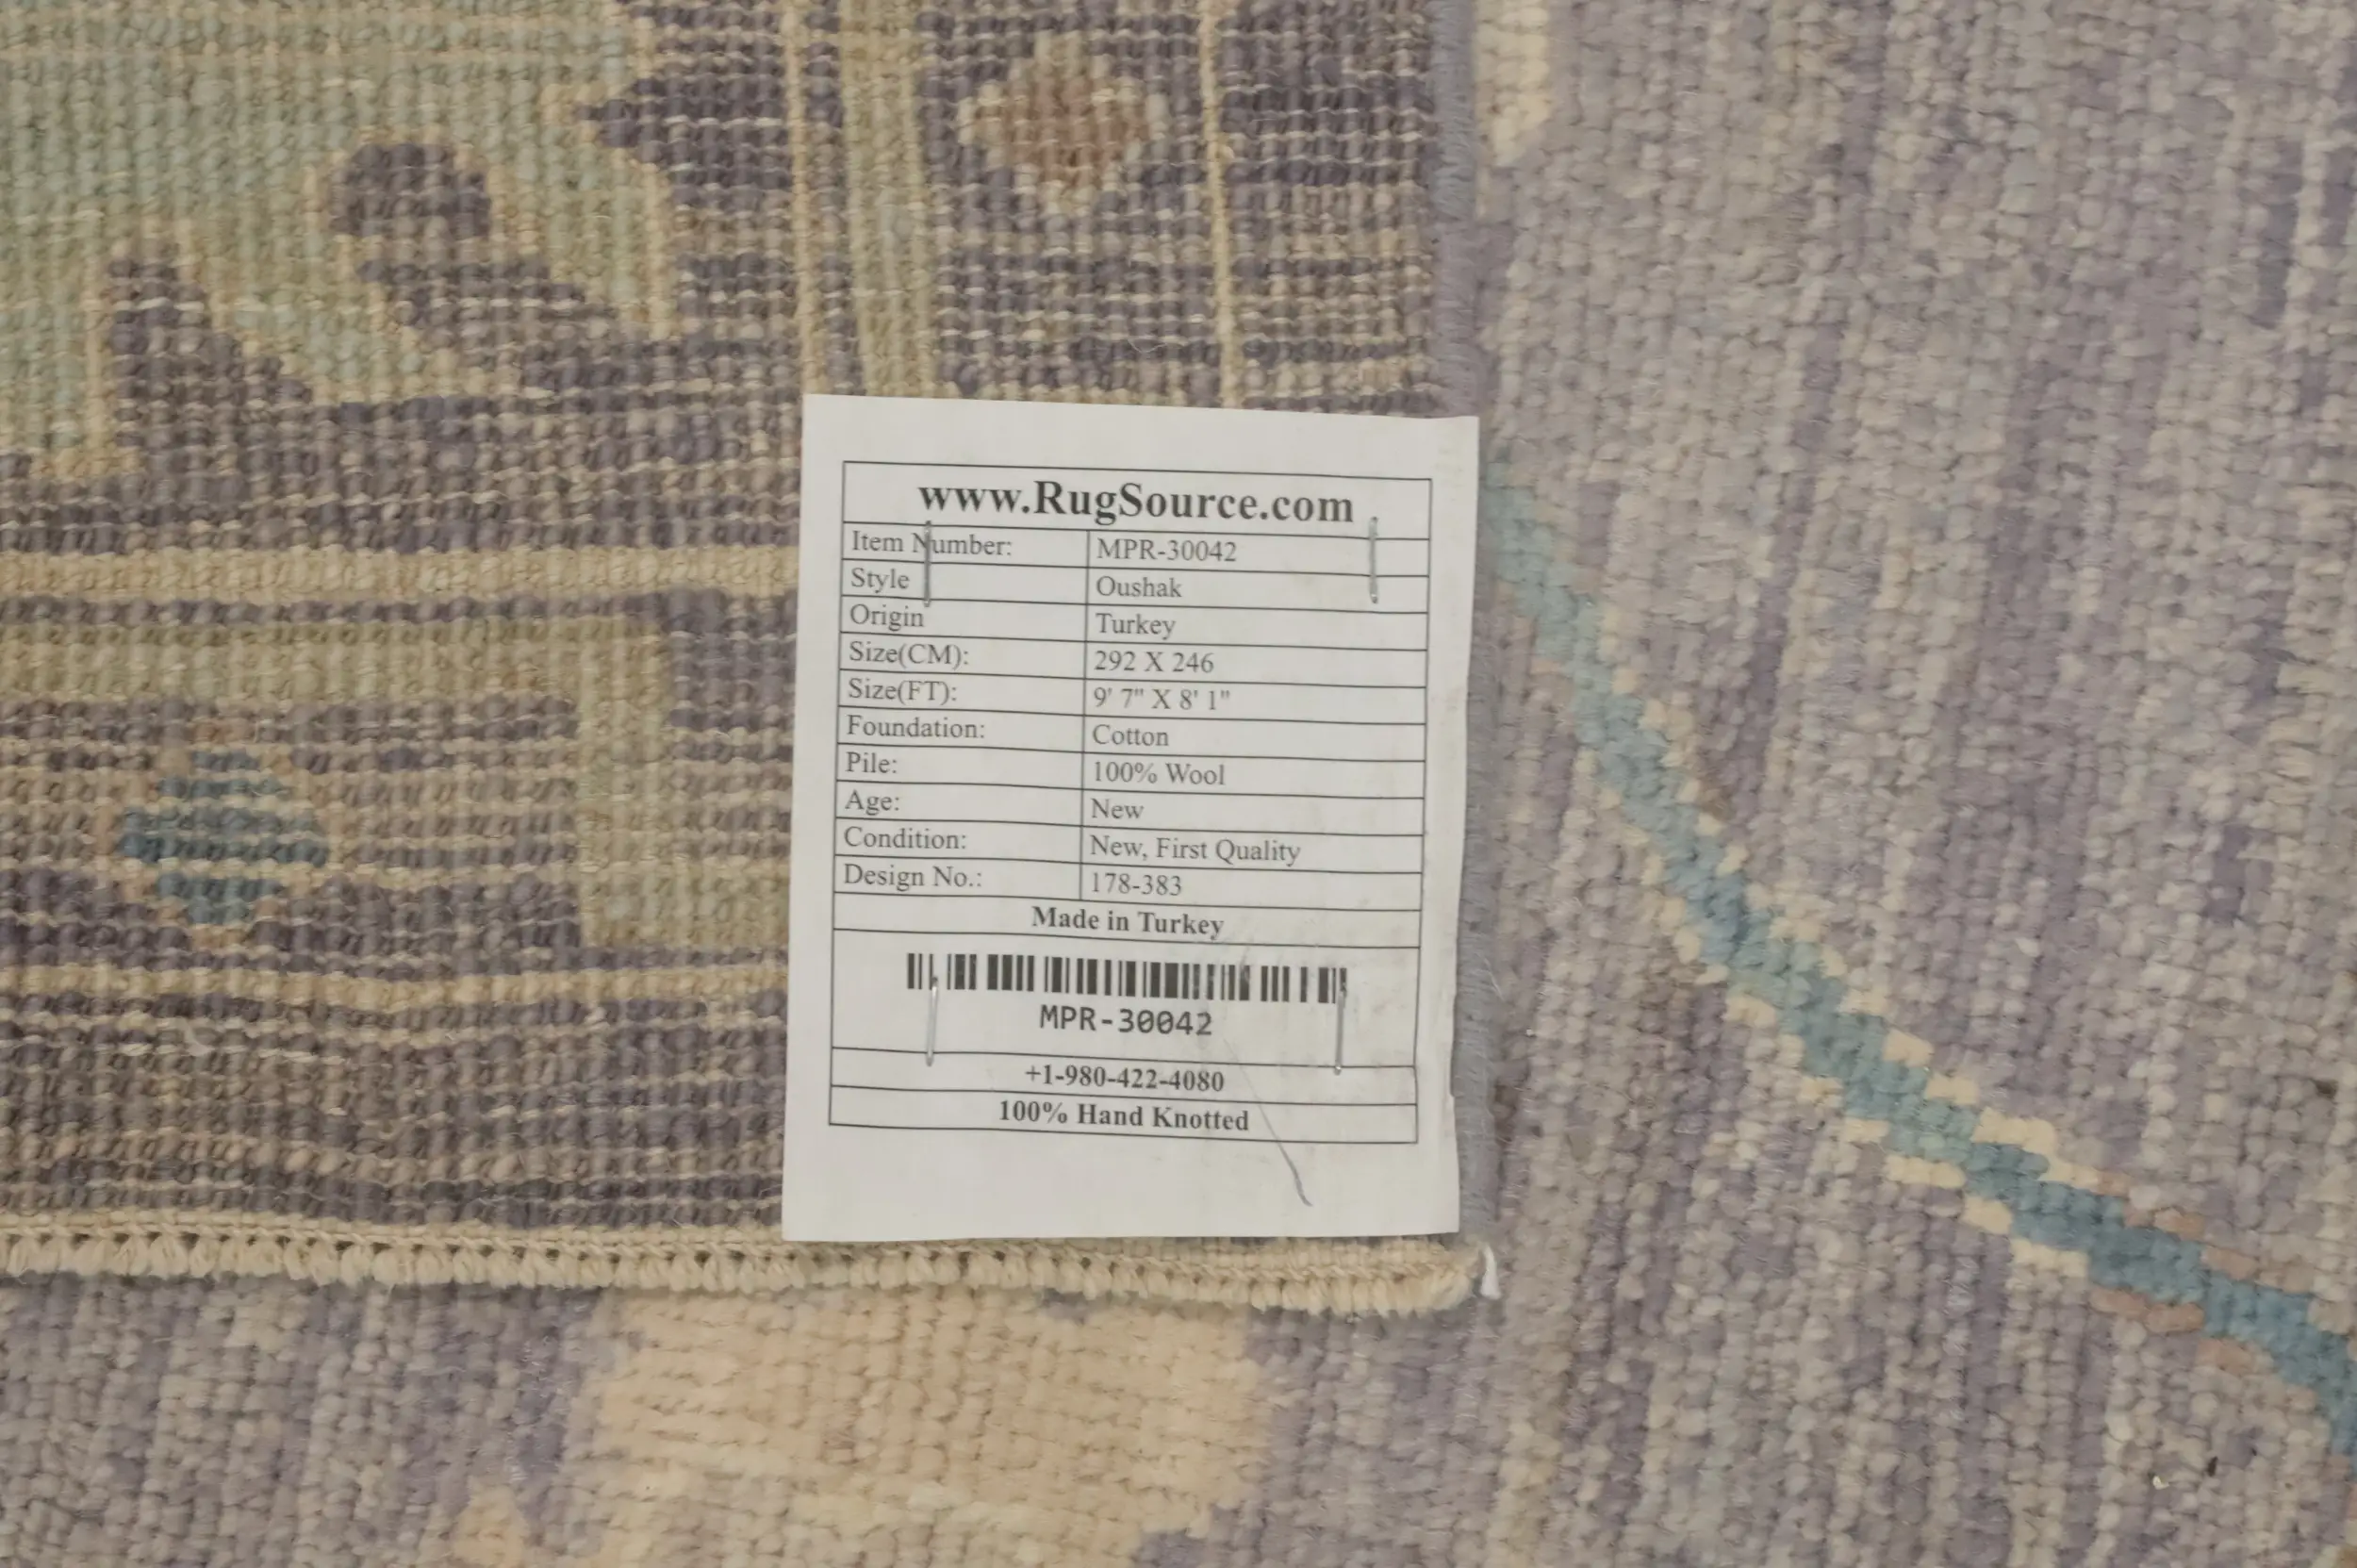 www.RugSource.com
Item Number: MPR-30042
Style Oushak
Origin Turkey
Size(CM): 292 X 246
Size(FT): 9' 7" X 8' 1"
Foundation: Cotton
Pile: 100% Wool
Age: New
Condition: New, First Quality
Design No.: 178-383
Made in Turkey
MPR-30042
+1-980-422-4080
100% Hand Knotted